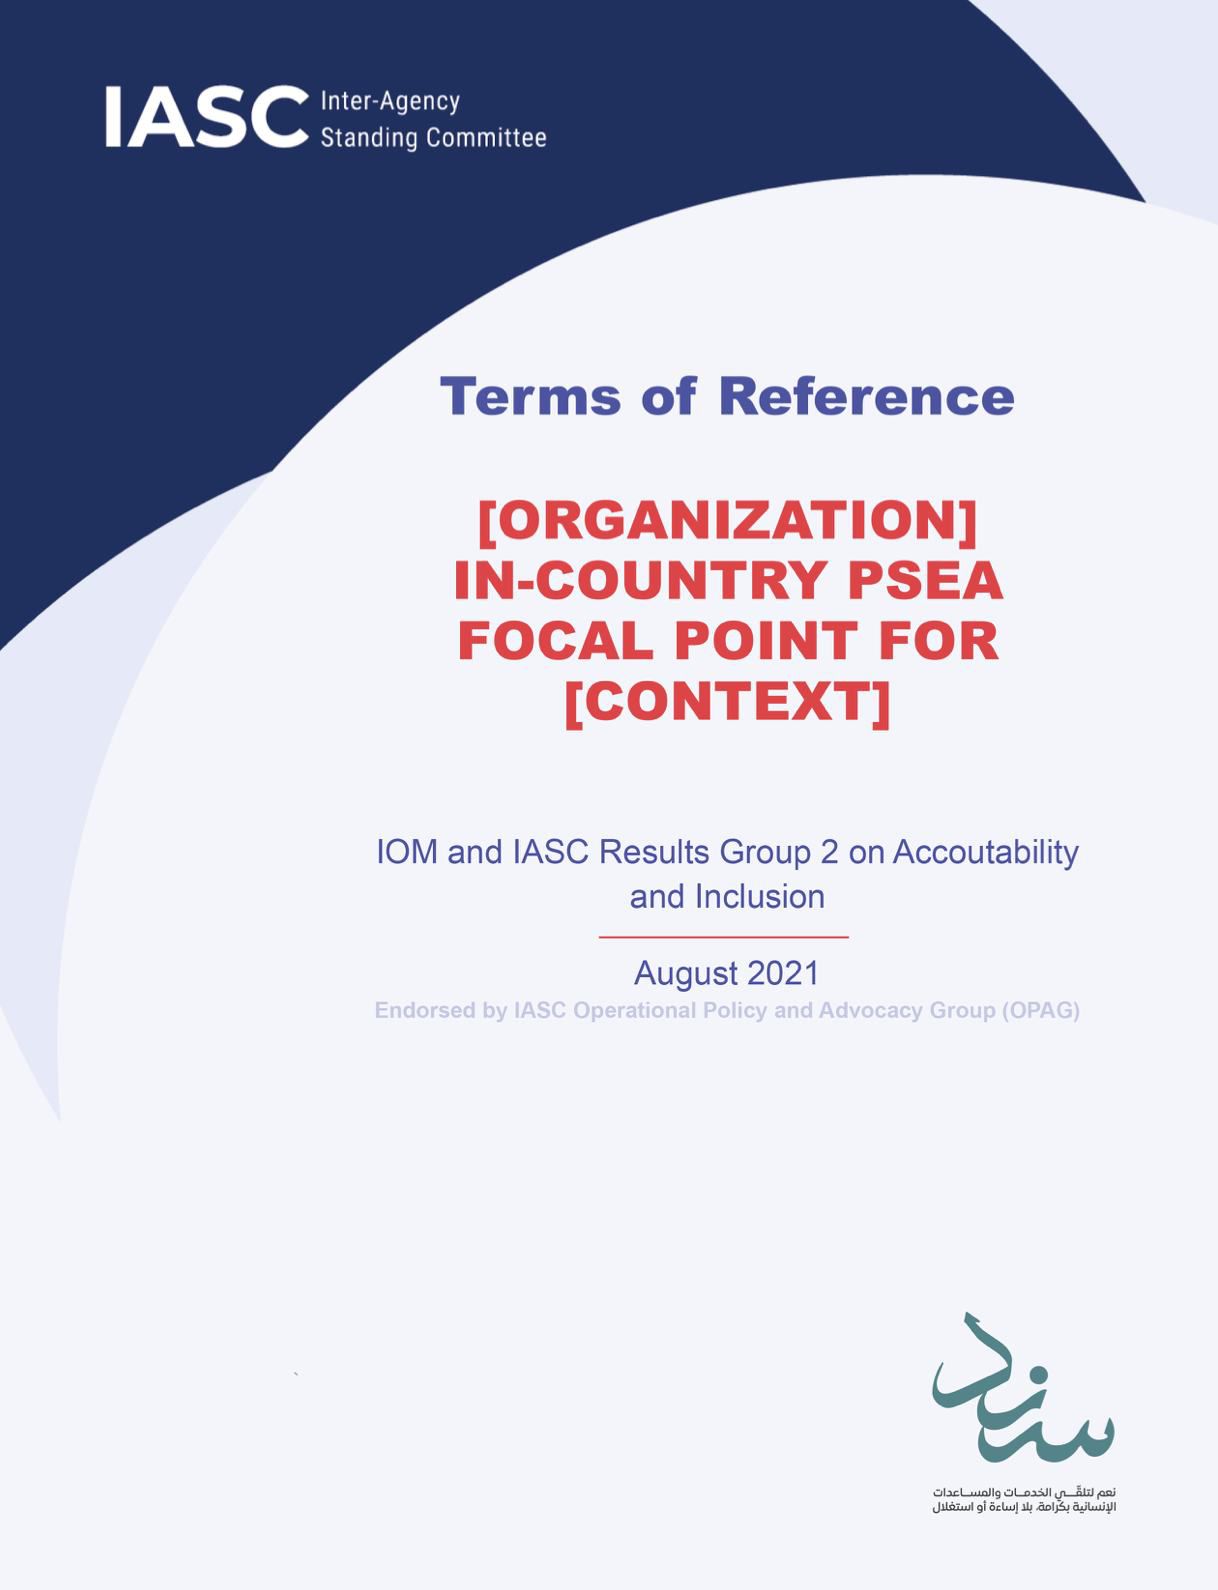 IASC
Inter-Agency
Standing Committee
Terms of Reference
[ORGANIZATION]
IN-COUNTRY PSEA
FOCAL POINT FOR
[CONTEXT]
IOM and IASC Results Group 2 on Accoutability
and Inclusion
August 2021
Endorsed by IASC Operational Policy and Advocacy Group (OPAG)
`
سند
نعم لتلقّي الخدمات والمساعدات
الإنسانية بكرامة، بلا إساءة أو استغلال